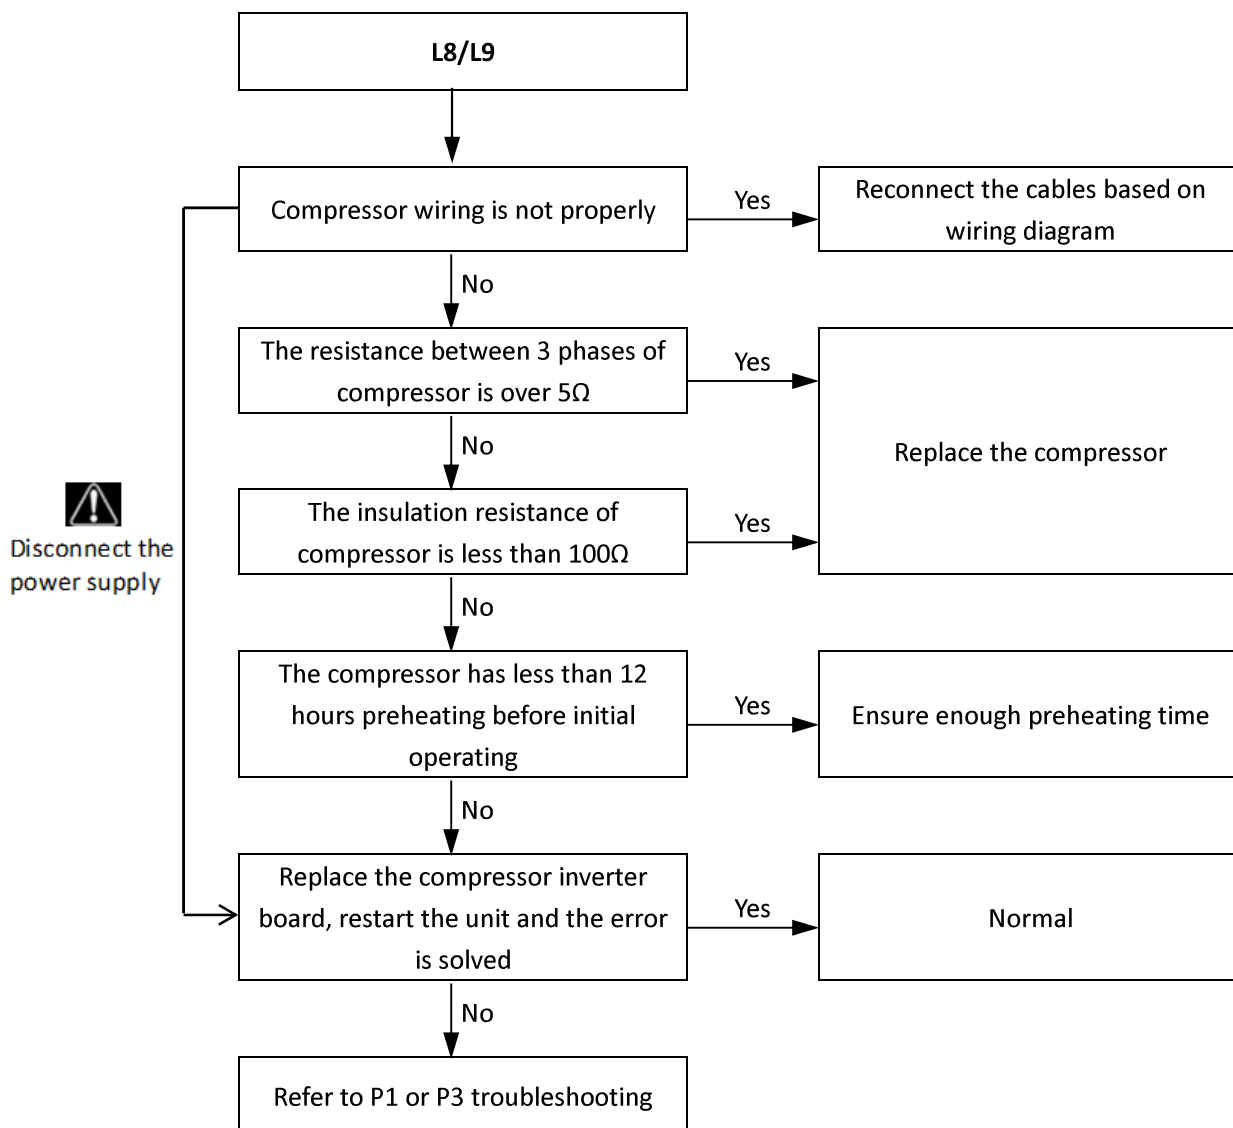 L8/L9
Compressor wiring is not properly
Yes
Reconnect the cables based on
wiring diagram
No
The resistance between 3 phases of
compressor is over 5Ω
Yes
Replace the compressor
No
The insulation resistance of
compressor is less than 100Ω
Yes
Disconnect the
power supply
No
The compressor has less than 12
hours preheating before initial
operating
Yes
Ensure enough preheating time
No
Replace the compressor inverter
board, restart the unit and the error
is solved
Yes
Normal
No
Refer to P1 or P3 troubleshooting